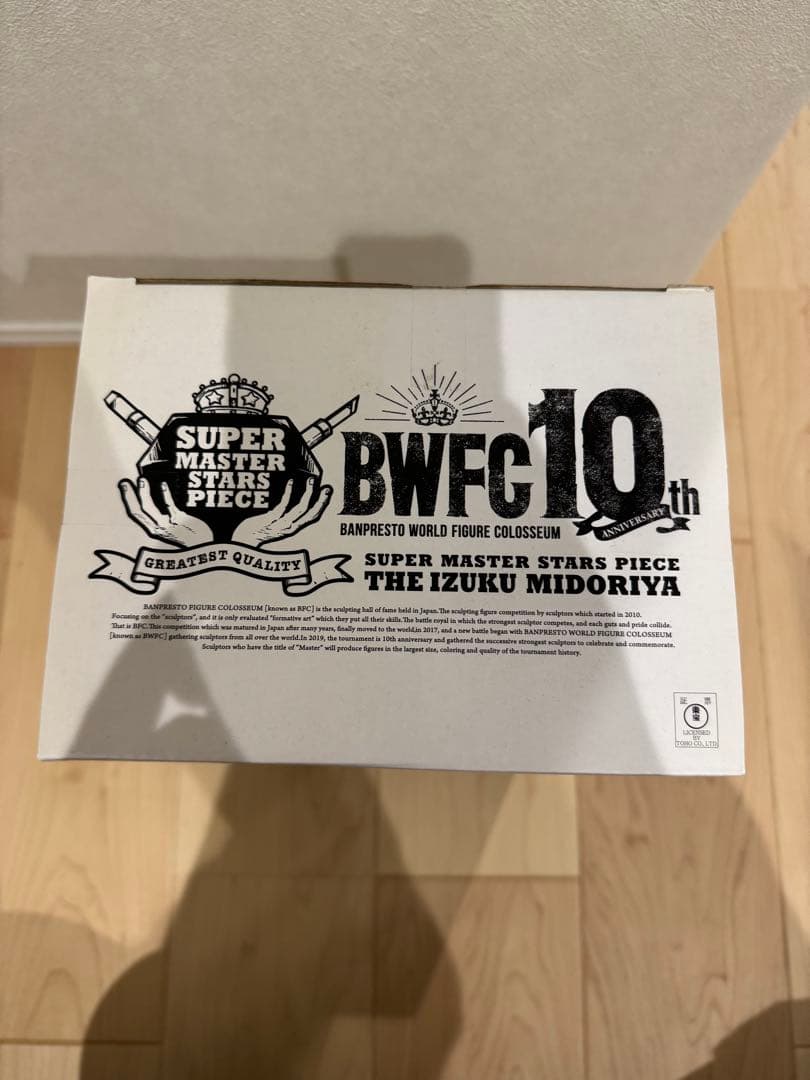 SUPER
MASTER
STARS
PIECE
GREATEST QUALITY
BWFC10th
ANNIVERSARY
BANPRESTO WORLD FIGURE COLOSSEUM
SUPER MASTER STARS PIECE
THE IZUKU MIDORIYA
BANPRESTO FIGURE COLOSSEUM [known as BFC] is the sculpting hall of fame held in Japan.The sculpting figure competition by sculptors which started in 2010.
Focusing on the "sculptors", and it is only evaluated "formative art" which they put all their skills.The battle royal in which the strongest sculptor competes, and each guts and pride collide.
That is BFC.This competition which was matured in Japan after many years, finally moved to the world,in 2017, and a new battle began with BANPRESTO WORLD FIGURE COLOSSEUM
[known as BWFC] gathering sculptors from all over the world.In 2019, the tournament is 10th anniversary and gathered the successive strongest sculptors to celebrate and commemorate.
Sculptors who have the title of "Master" will produce figures in the largest size, coloring and quality of the tournament history.
証票
東宝
LICENSED
BY
TOHO CO., LTD.